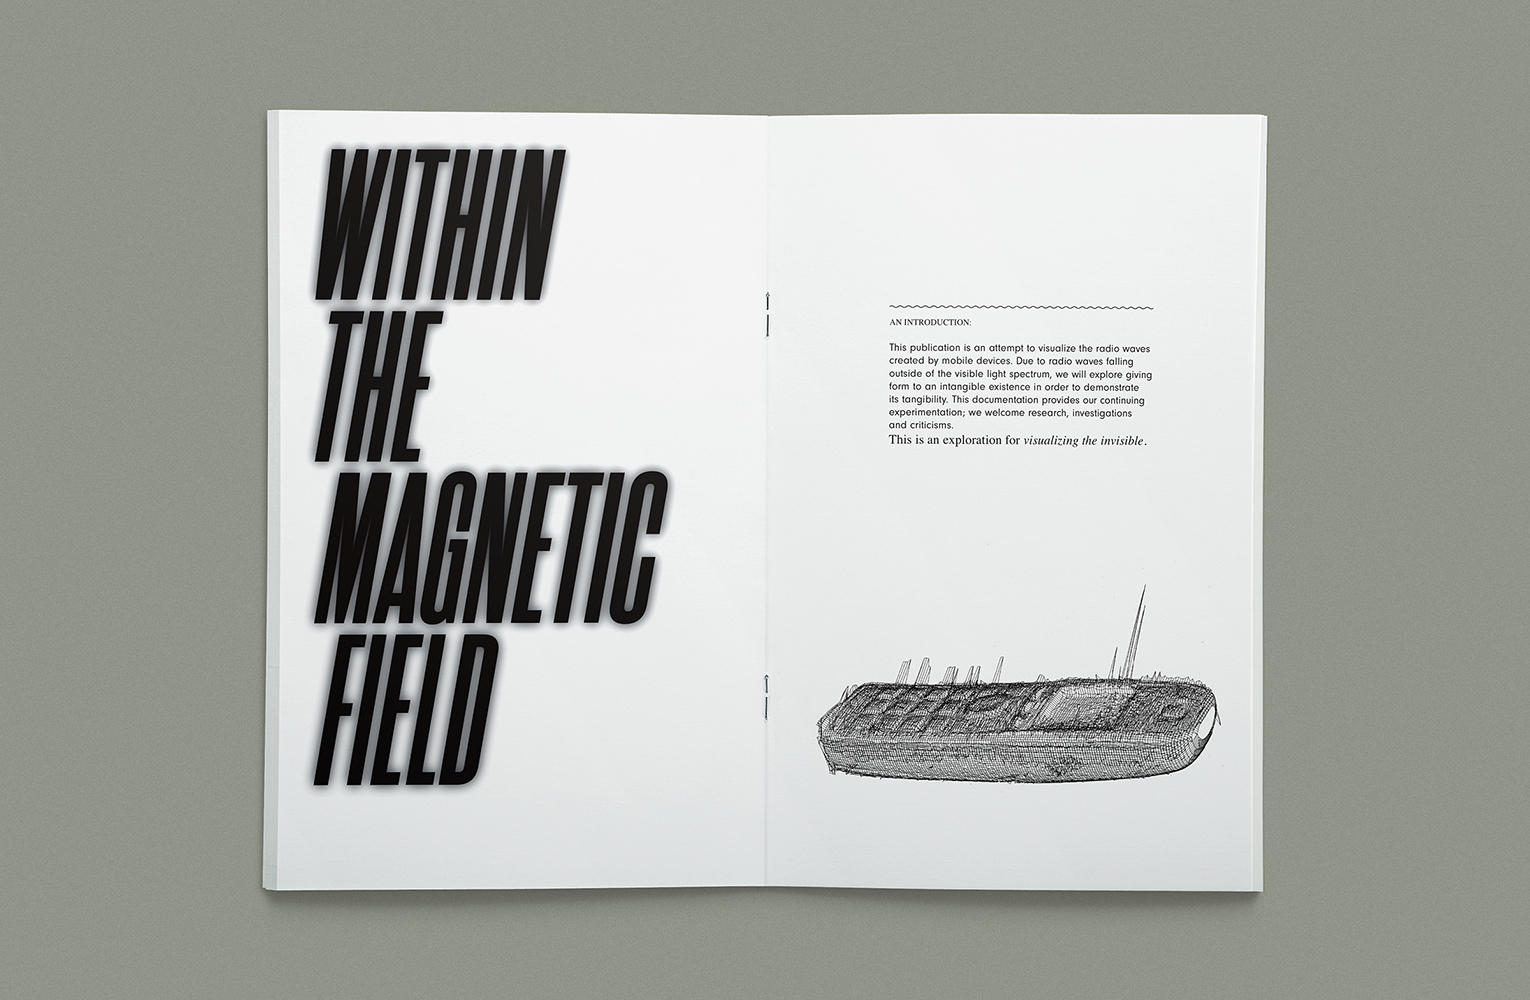 WITHIN
THE
MAGNETIC
FIELD
AN INTRODUCTION:
This publication is an attempt to visualize the radio waves
created by mobile devices. Due to radio waves falling
outside of the visible light spectrum, we will explore giving
form to an intangible existence in order to demonstrate
its tangibility. This documentation provides our continuing
experimentation; we welcome research, investigations
and criticisms.
This is an exploration for visualizing the invisible.